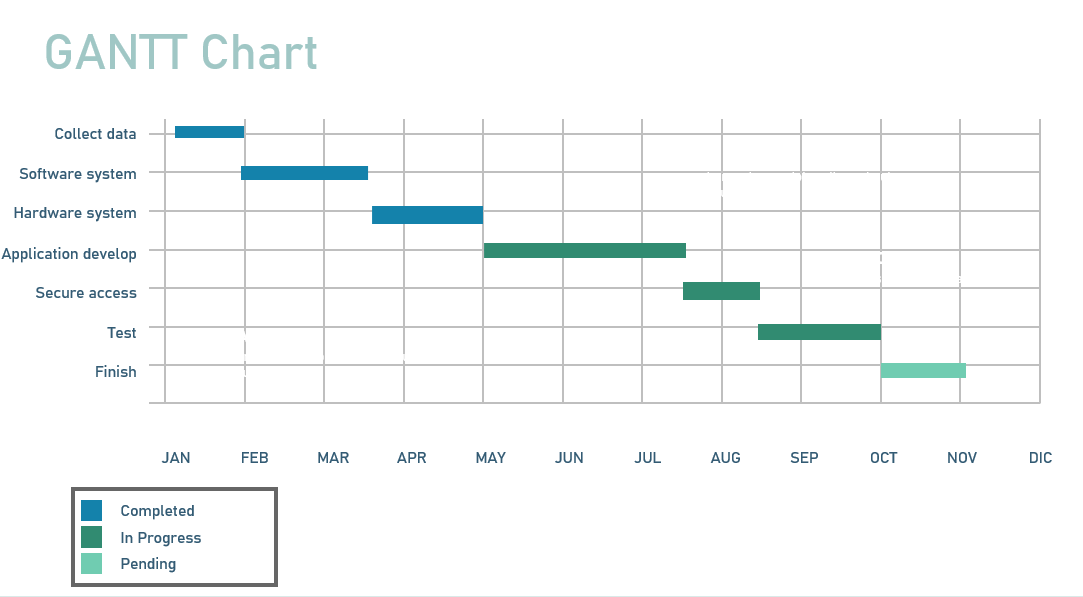 GANTT Chart
Collect data
Software system
Hardware system
Application develop
Secure access
Test
Finish
JAN FEB MAR APR MAY JUN JUL AUG SEP OCT NOV DIC
Completed
In Progress
Pending